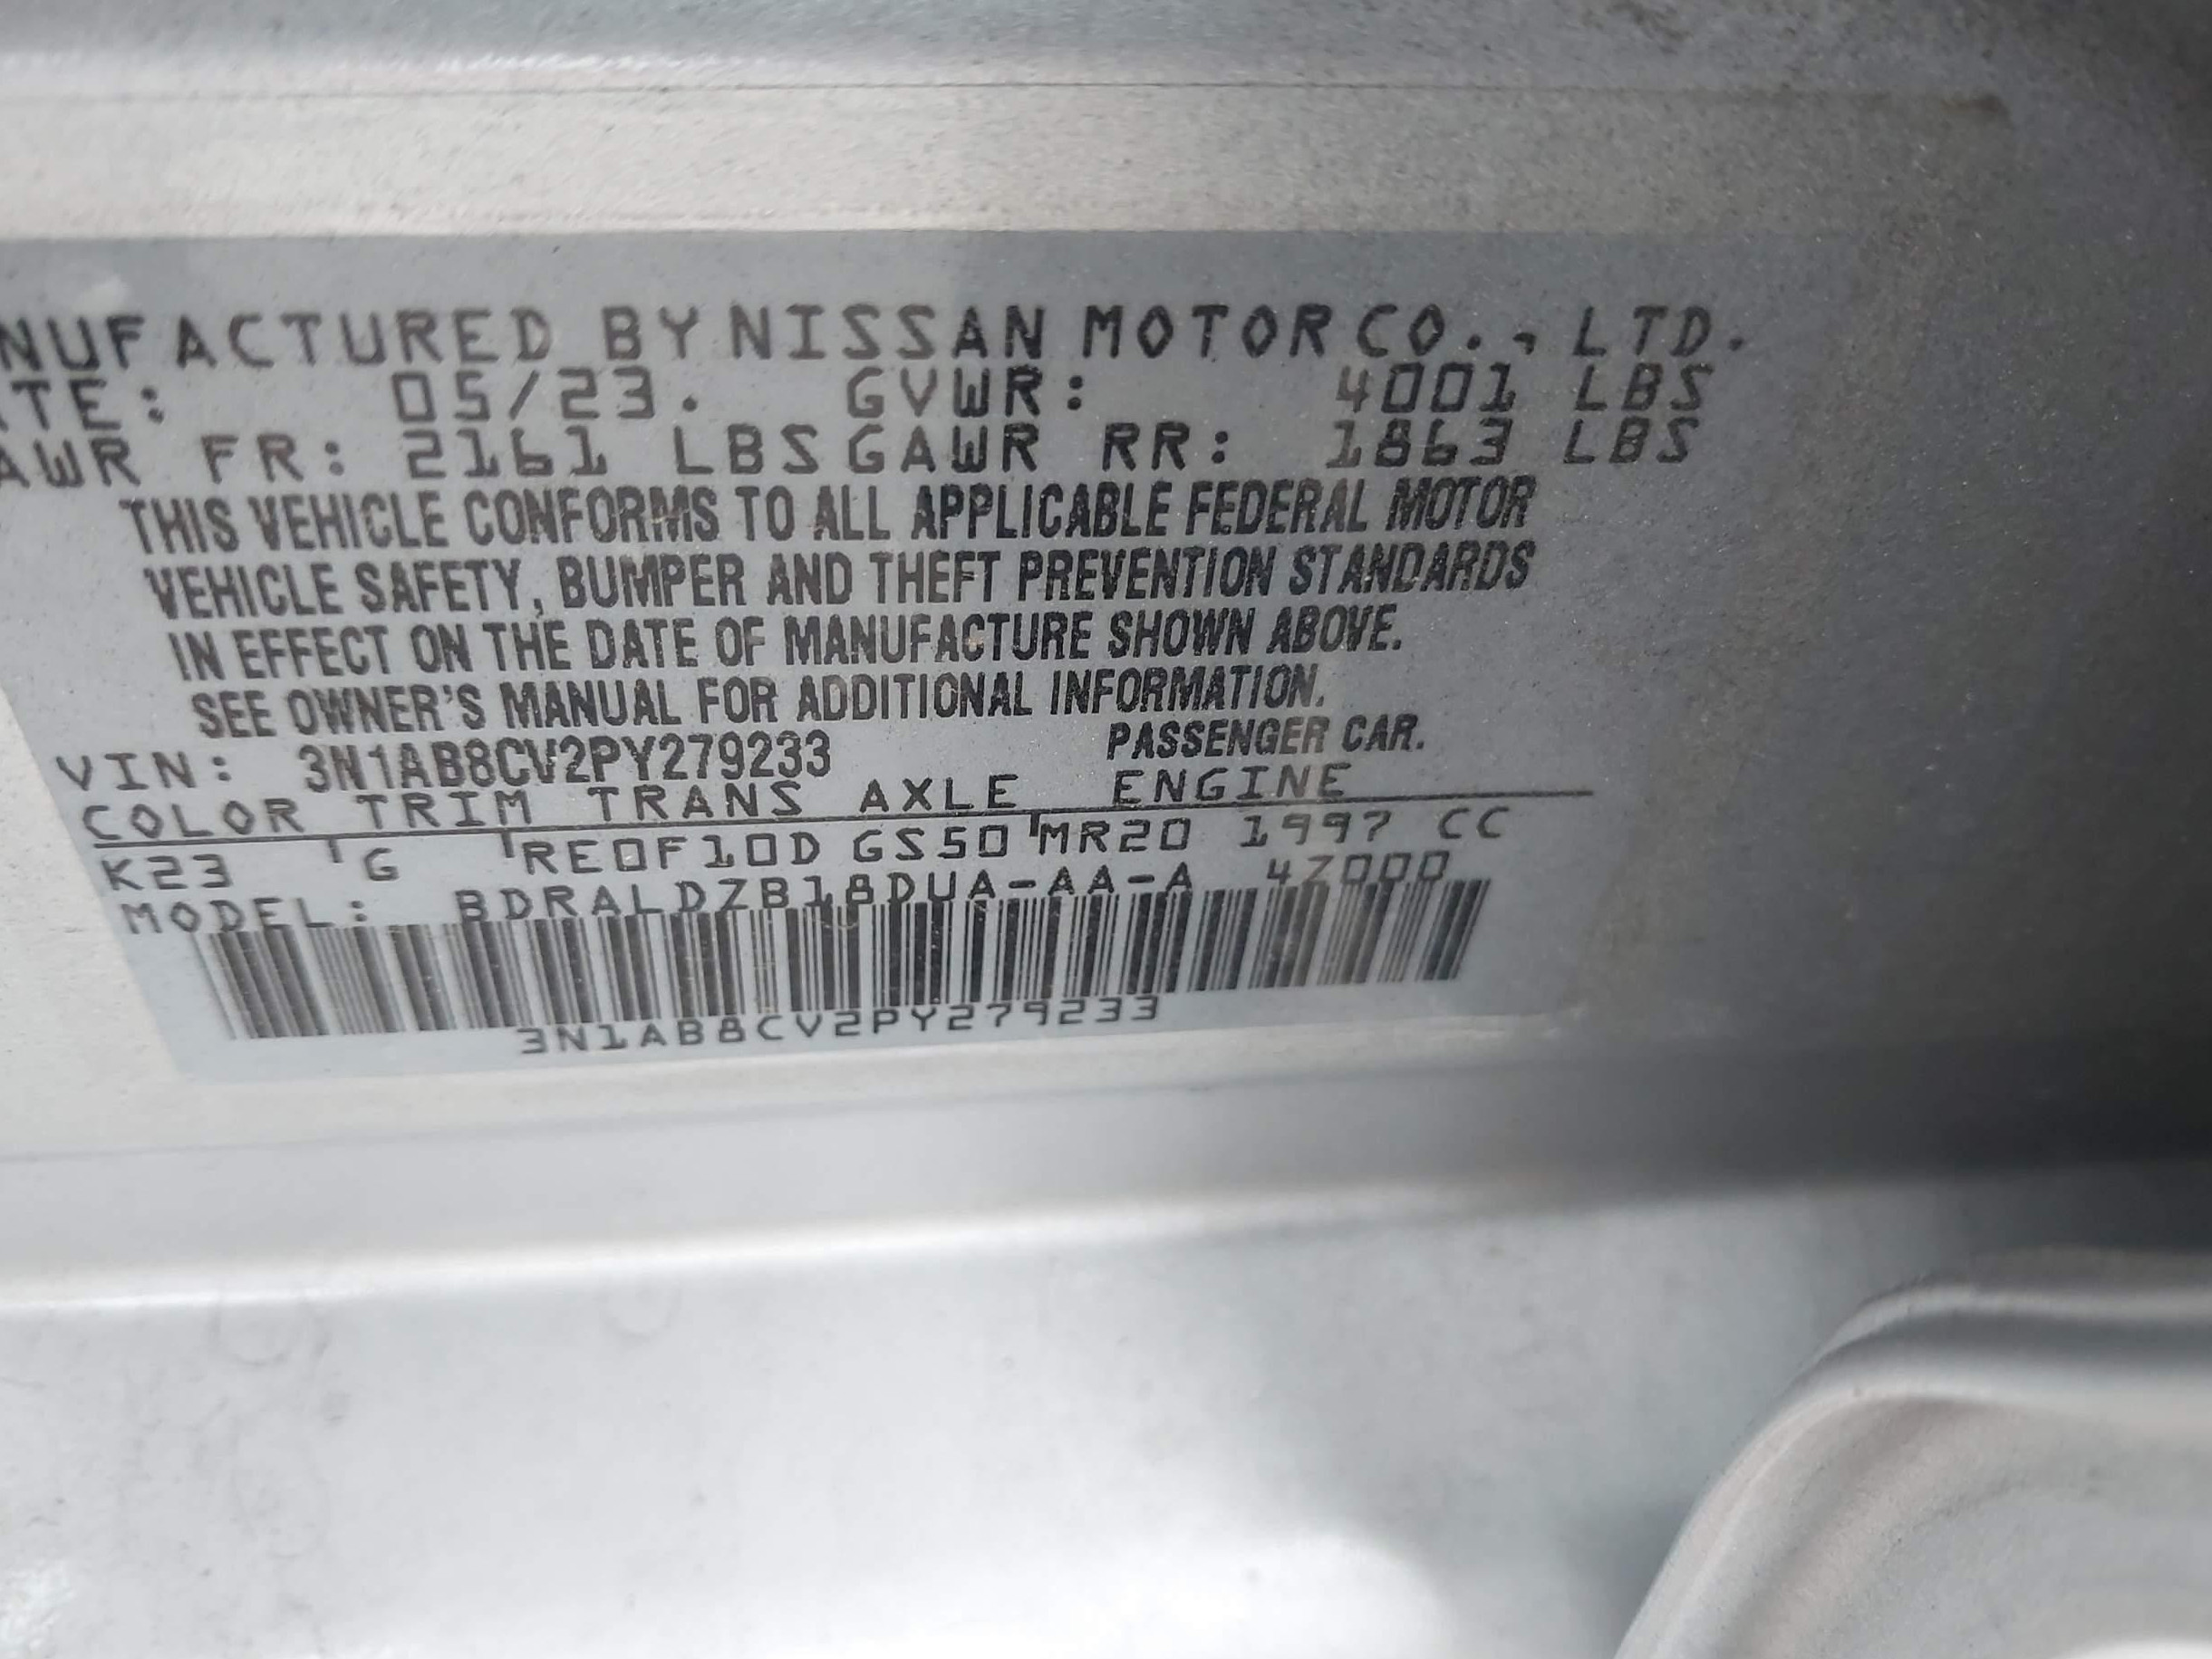 NUFACTURED BY NISSAN MOTOR CO., LTD.
TE: 05/23. GVWR: 4001 LBS
AWR FR: 2161 LBS GAWR RR: 1863 LBS
THIS VEHICLE CONFORMS TO ALL APPLICABLE FEDERAL MOTOR
VEHICLE SAFETY, BUMPER AND THEFT PREVENTION STANDARDS
IN EFFECT ON THE DATE OF MANUFACTURE SHOWN ABOVE.
SEE OWNER'S MANUAL FOR ADDITIONAL INFORMATION.
VIN: 3N1AB8CV2PY279233 PASSENGER CAR.
COLOR TRIM TRANS AXLE ENGINE
K23 G RE0F10D GS50 MR20 1997 CC
MODEL: BDRALDZB18DUA-AA-A 4Z000
3N1AB8CV2PY279233